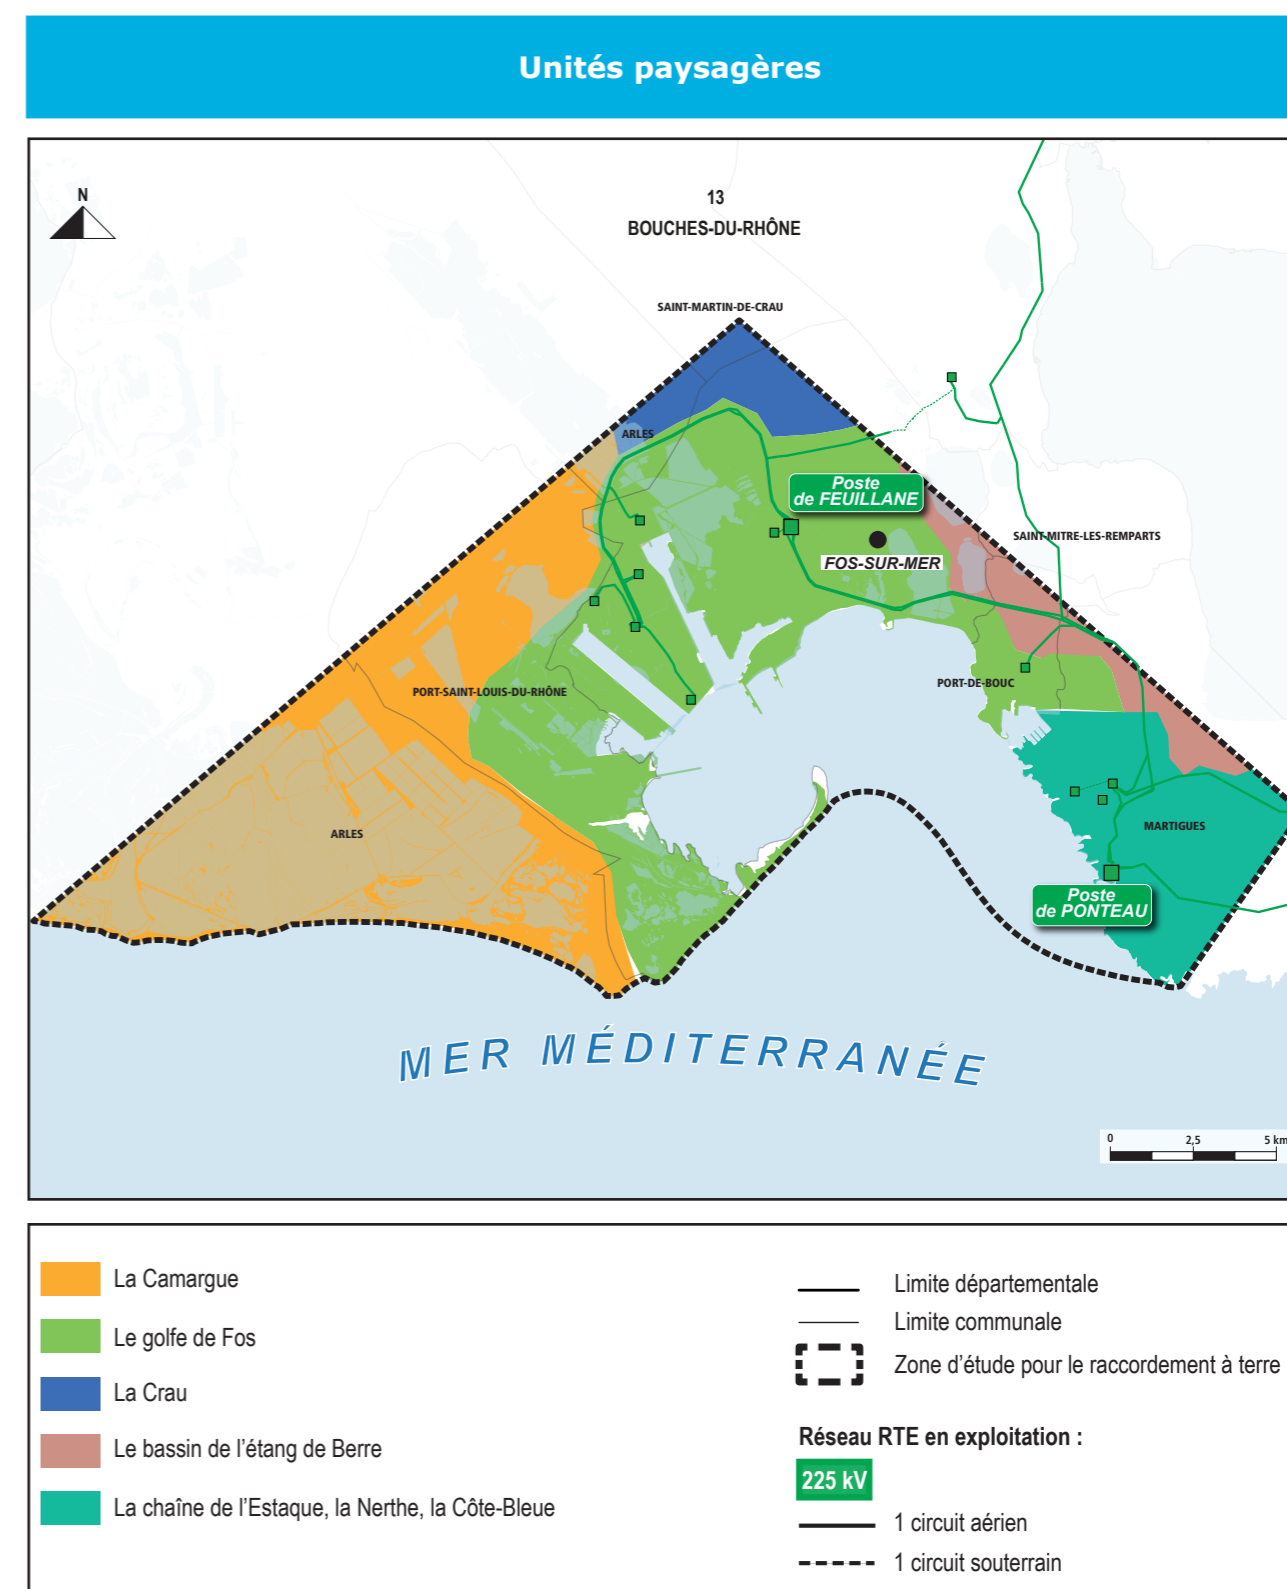 Unités paysagères
N
13
BOUCHES-DU-RHÔNE
SAINT-MARTIN-DE-CRAU
ARLES
Poste
de FEUILLANE
SAINT-MITRE-LES-REMPARTS
FOS-SUR-MER
PORT-DE-BOUC
PORT-SAINT-LOUIS-DU-RHÔNE
ARLES
MARTIGUES
Poste
de PONTEAU
MER MÉDITERRANÉE
0 2,5 5 km
La Camargue
Le golfe de Fos
La Crau
Le bassin de l'étang de Berre
La chaîne de l'Estaque, la Nerthe, la Côte-Bleue
Limite départementale
Limite communale
Zone d'étude pour le raccordement à terre
Réseau RTE en exploitation :
225 kV
1 circuit aérien
1 circuit souterrain